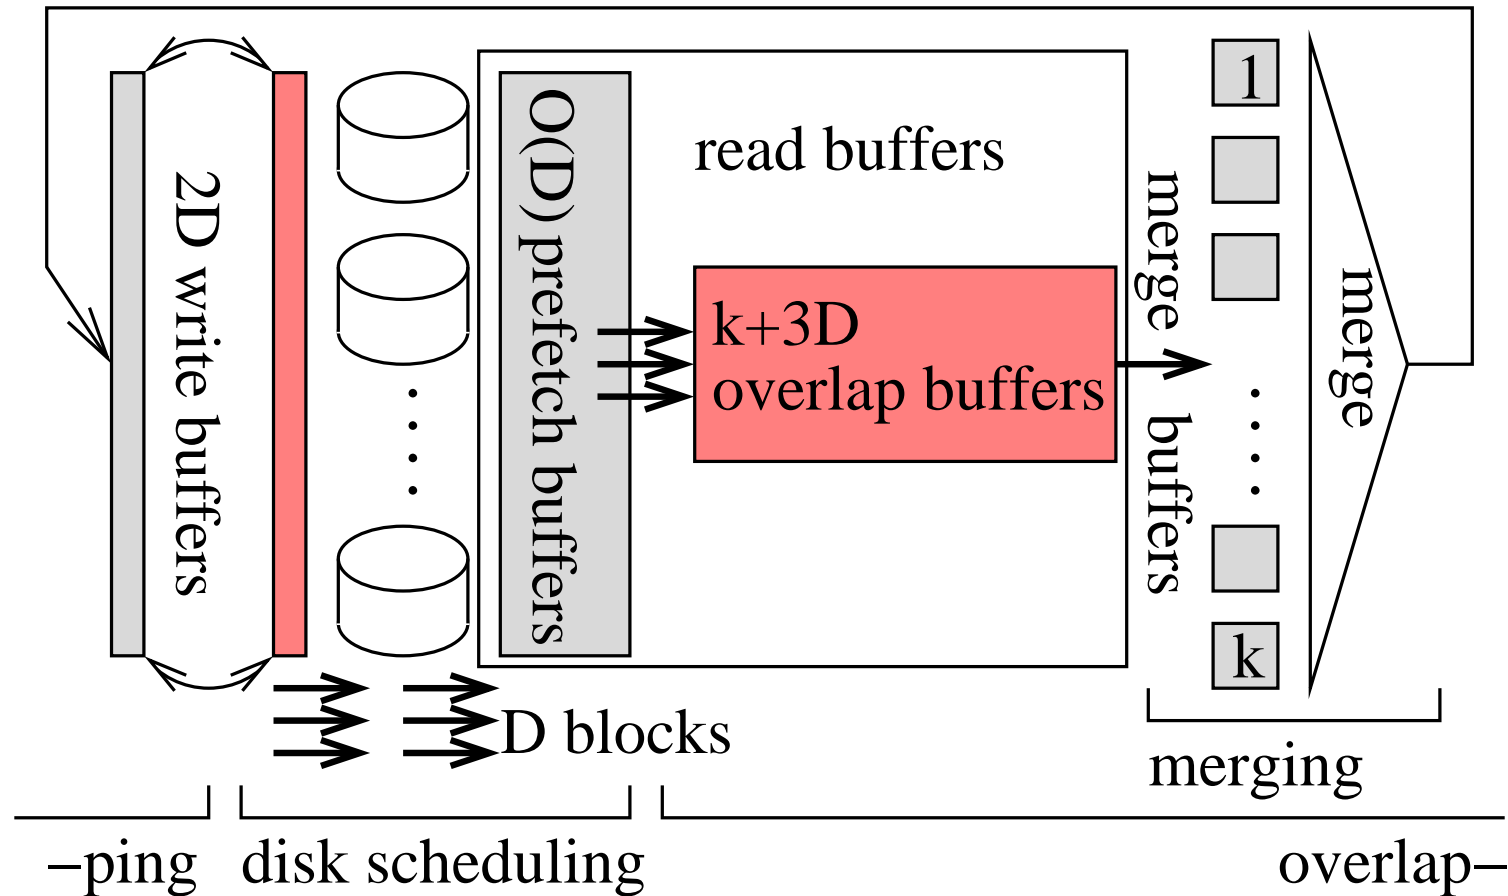 2D write buffers
O(D) prefetch buffers
read buffers
k+3D
overlap buffers
merge buffers
1
k
merge
D blocks
merging
–ping
disk scheduling
overlap–